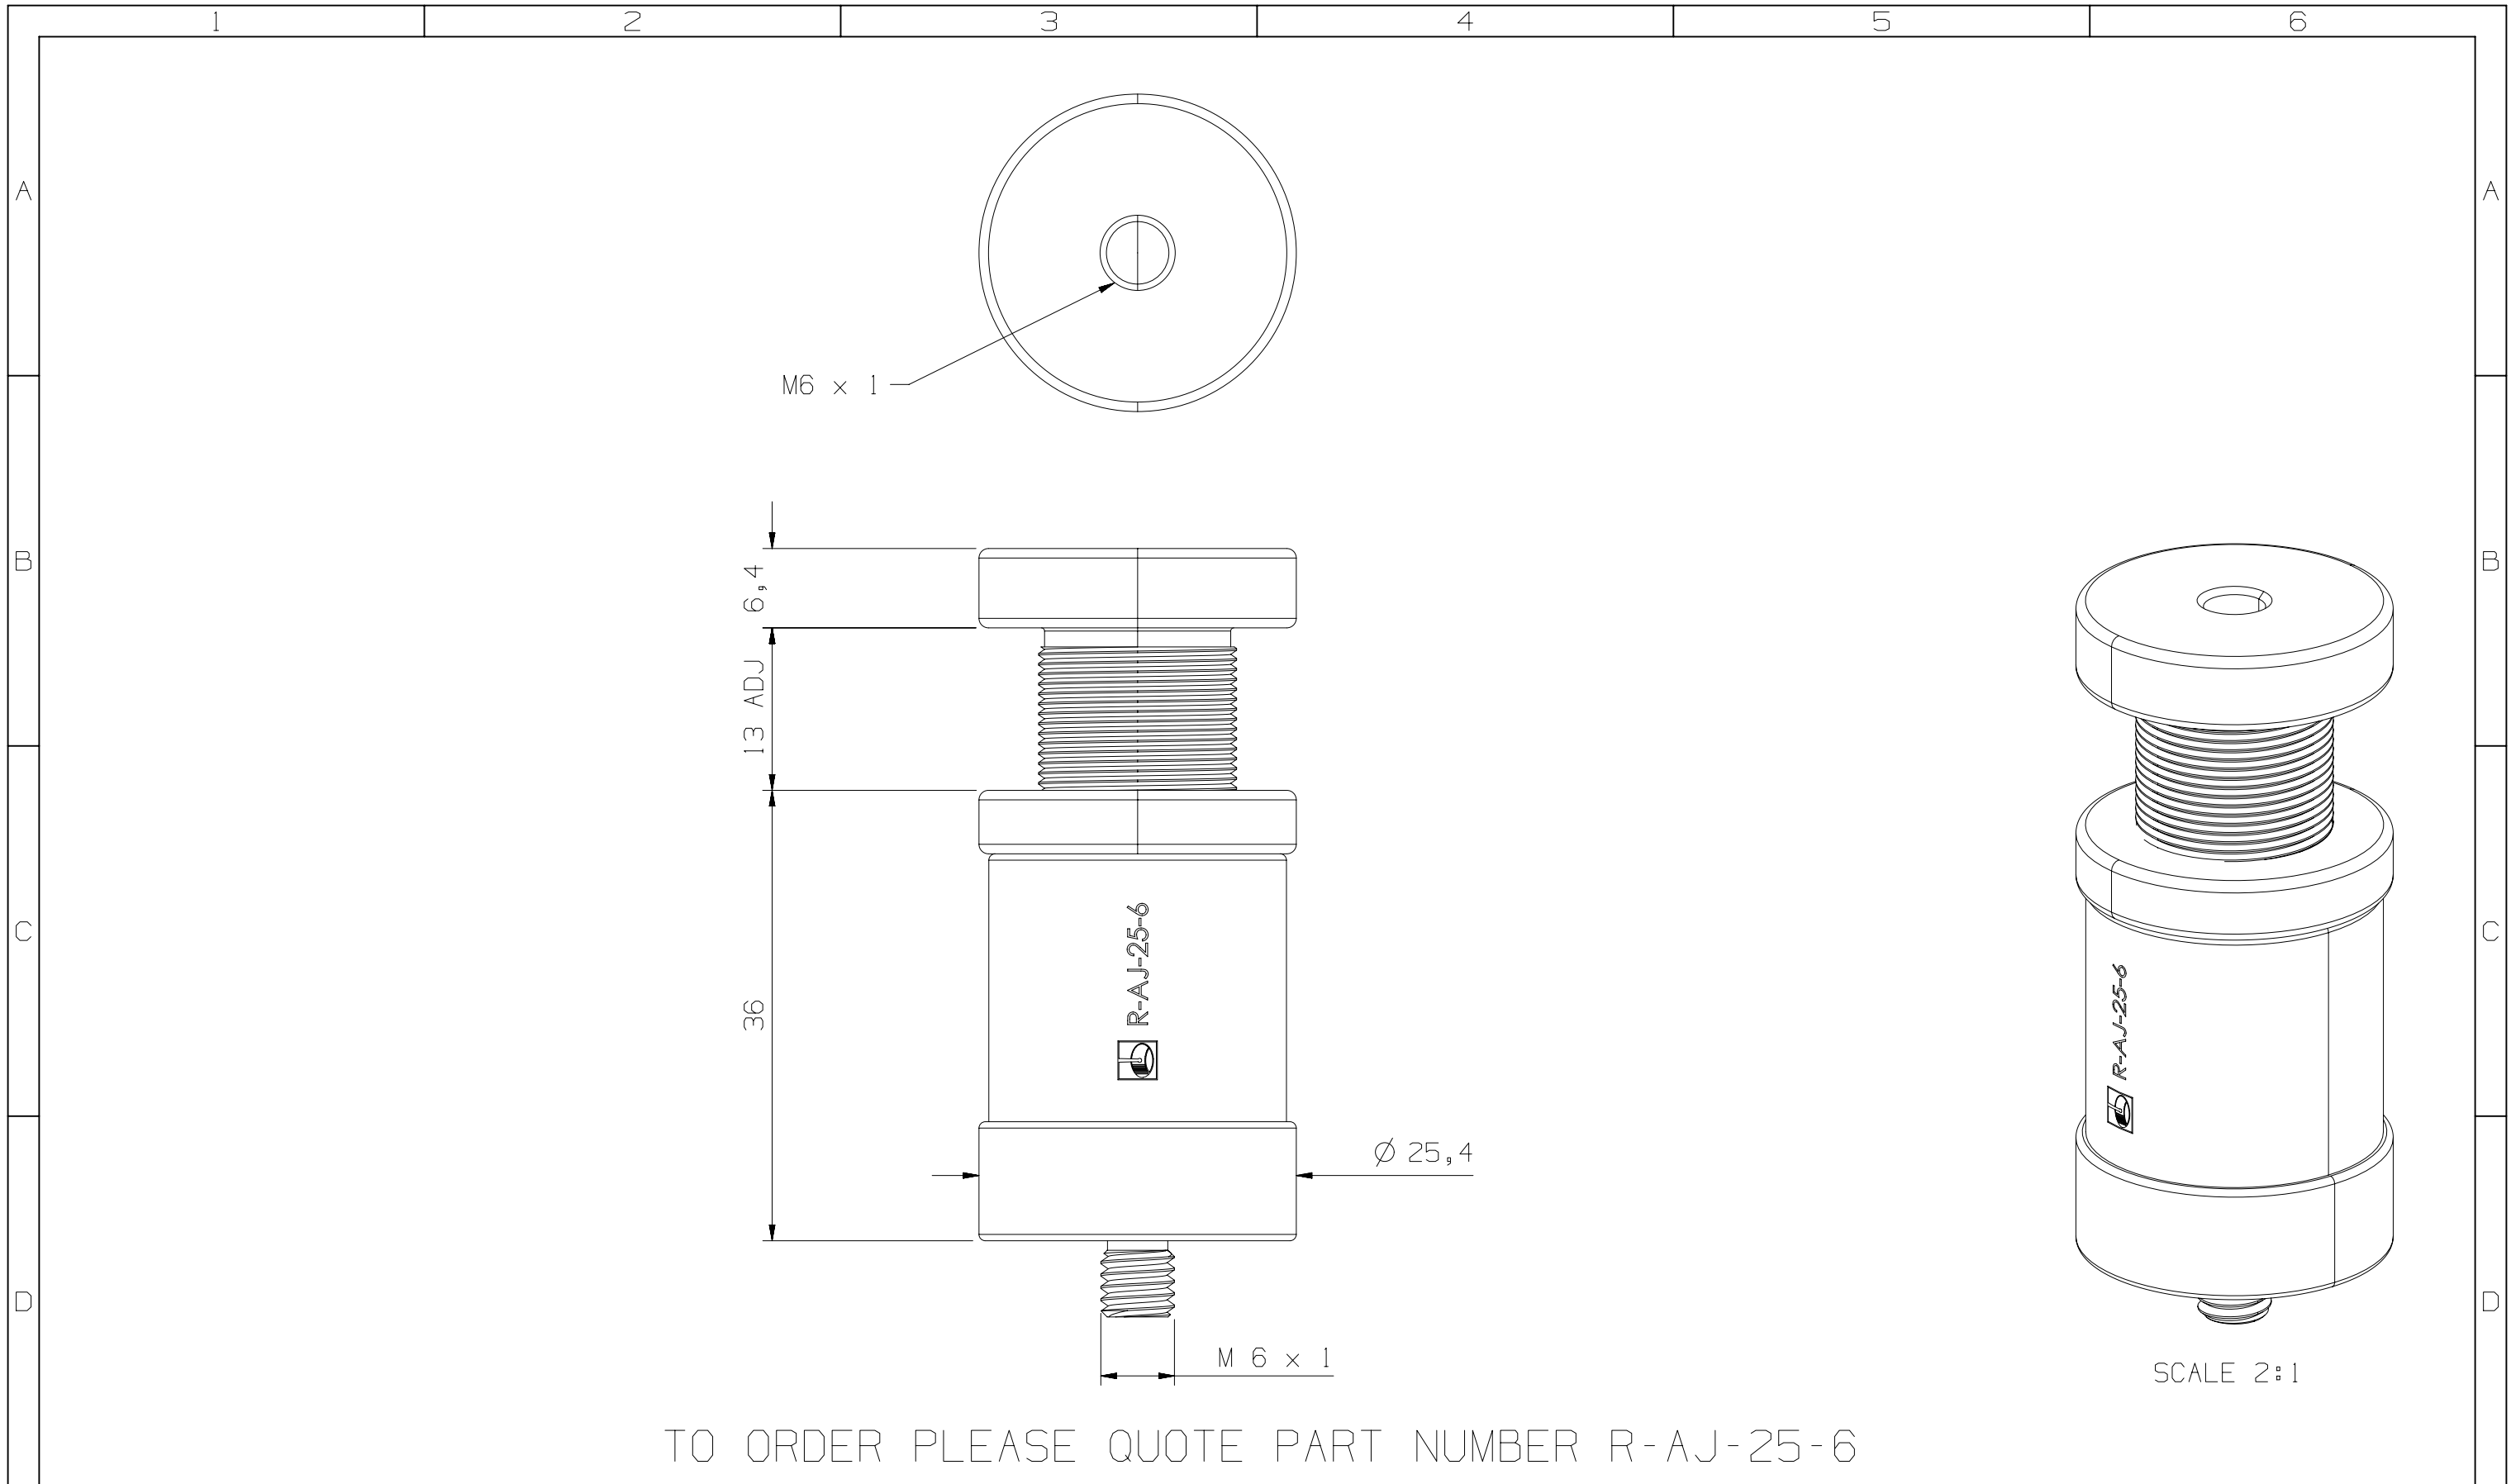 1 2 3 4 5 6
A A
M6 x 1
B B
6,4
13 ADJ
C C
R-AJ-25-6
R-AJ-25-6
36
Ø 25,4
D D
M 6 x 1
SCALE 2:1
TO ORDER PLEASE QUOTE PART NUMBER R-AJ-25-6